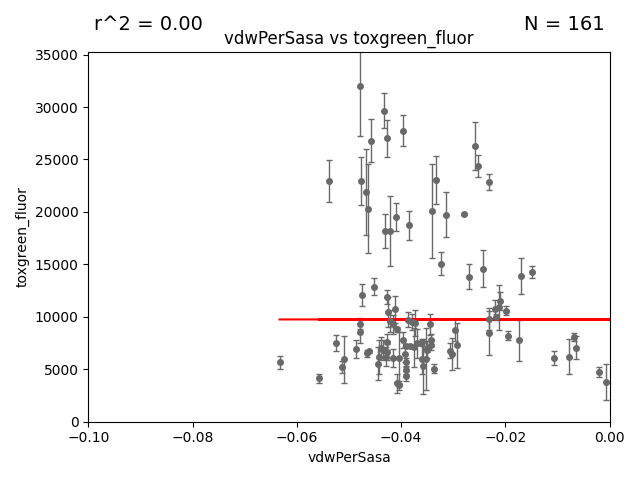 r^2 = 0.00
N = 161
vdwPerSasa vs toxgreen_fluor
35000
30000
25000
20000
15000
10000
5000
0
toxgreen_fluor
−0.10
−0.08
−0.06
−0.04
−0.02
0.00
vdwPerSasa